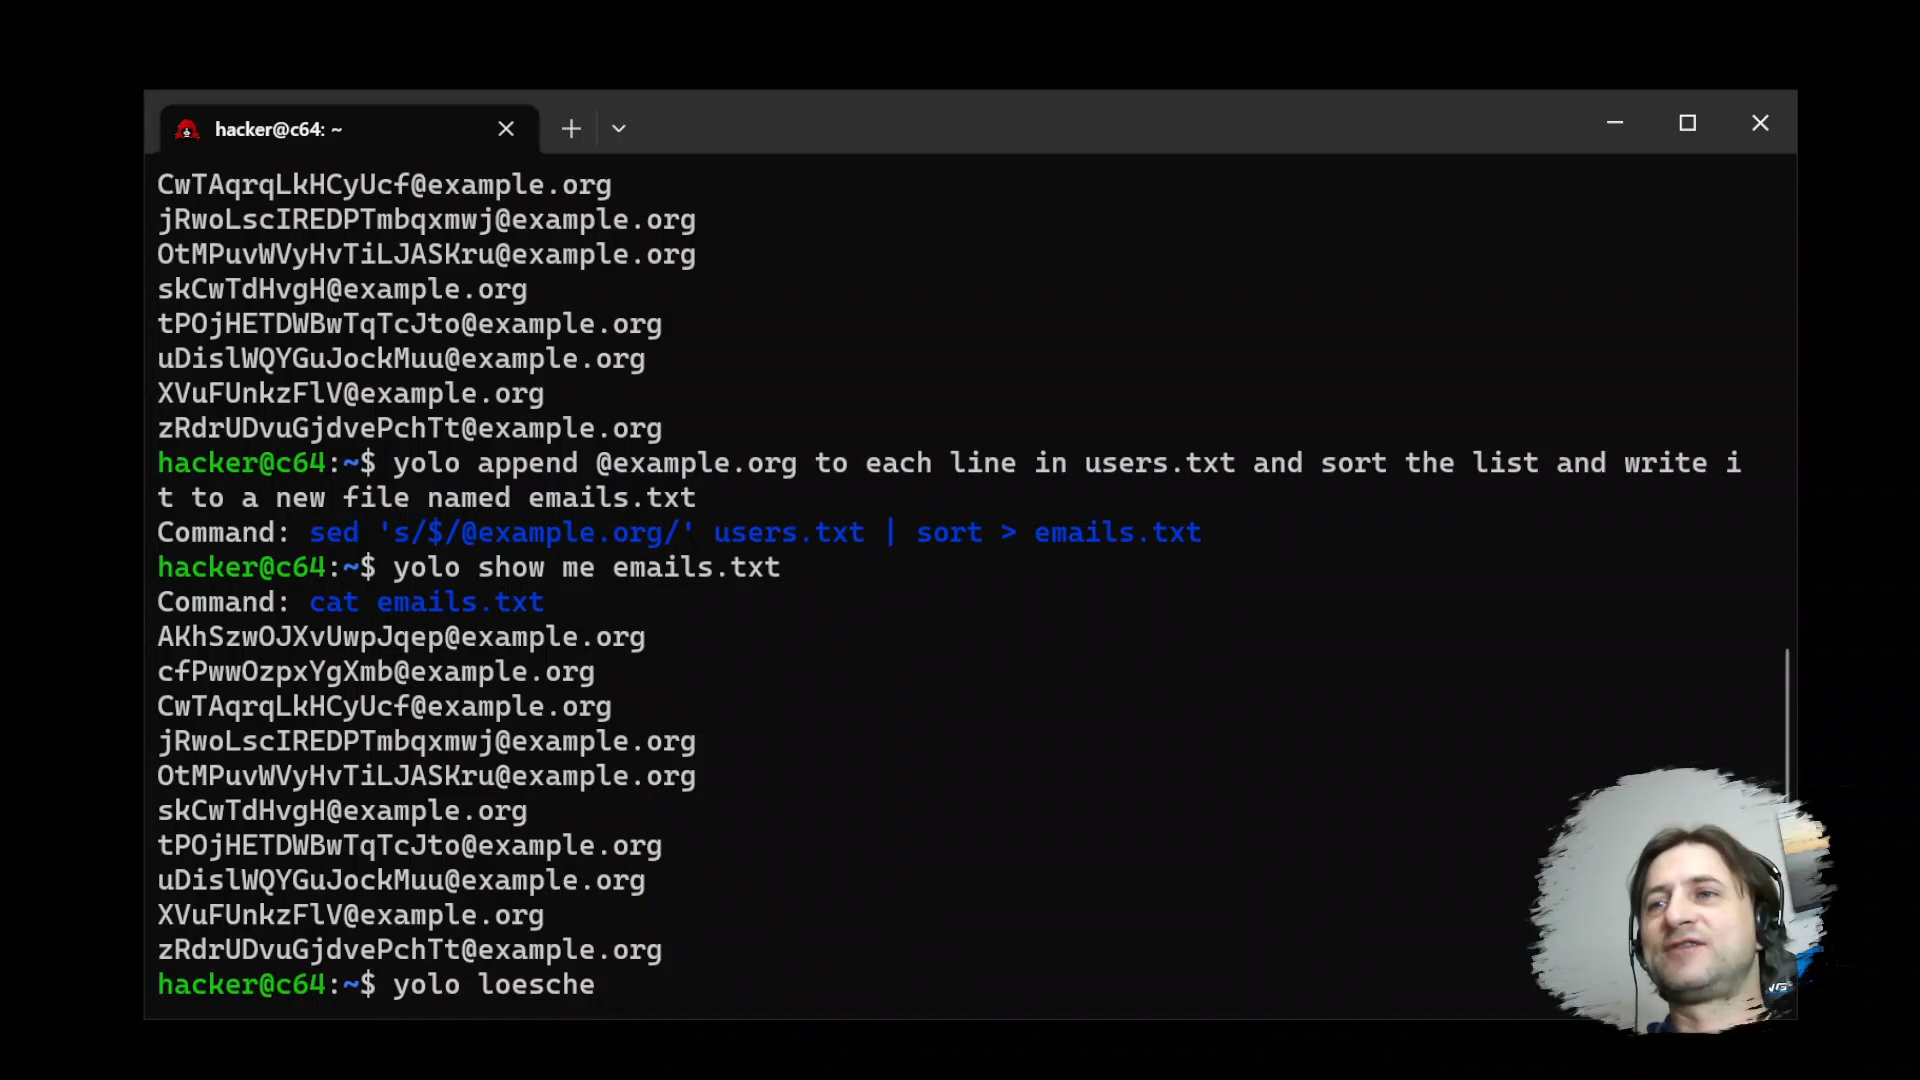 hacker@c64: ~
CwTAqrqLkHCyUcf@example.org
jRwoLscIREDPTmbqxmwj@example.org
OtMPuvWVyHvTiLJASKru@example.org
skCwTdHvgH@example.org
tPOjHETDWBwTqTcJto@example.org
uDislWQYGuJockMuu@example.org
XVuFUnkzFlV@example.org
zRdrUDvuGjdvePchTt@example.org
hacker@c64:~$ yolo append @example.org to each line in users.txt and sort the list and write i
t to a new file named emails.txt
Command: sed 's/$/@example.org/' users.txt | sort > emails.txt
hacker@c64:~$ yolo show me emails.txt
Command: cat emails.txt
AKhSzwOJXvUwpJqep@example.org
cfPwwOzpxYgXmb@example.org
CwTAqrqLkHCyUcf@example.org
jRwoLscIREDPTmbqxmwj@example.org
OtMPuvWVyHvTiLJASKru@example.org
skCwTdHvgH@example.org
tPOjHETDWBwTqTcJto@example.org
uDislWQYGuJockMuu@example.org
XVuFUnkzFlV@example.org
zRdrUDvuGjdvePchTt@example.org
hacker@c64:~$ yolo loesche